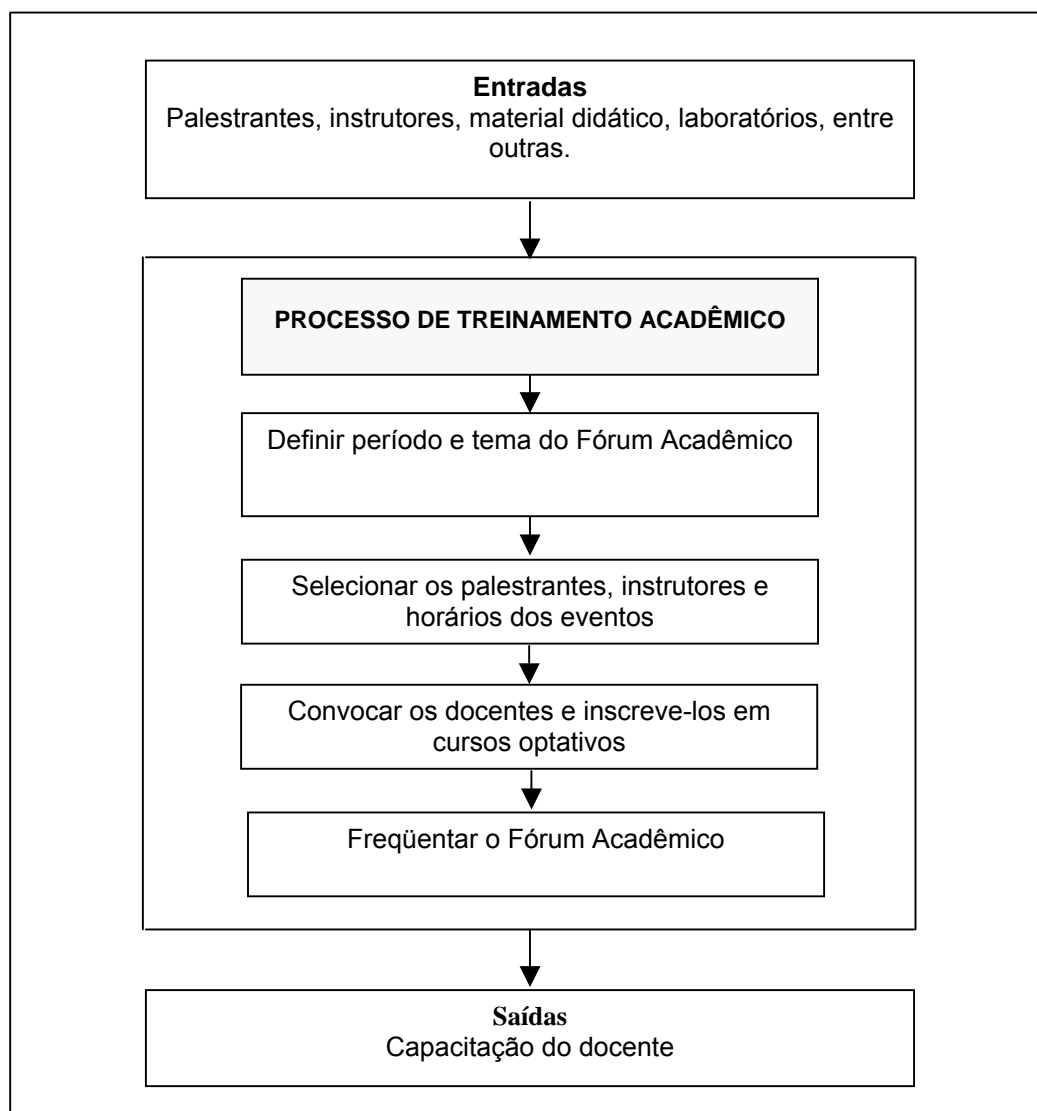 Entradas
Palestrantes, instrutores, material didático, laboratórios, entre
outras.
PROCESSO DE TREINAMENTO ACADÊMICO
Definir período e tema do Fórum Acadêmico
Selecionar os palestrantes, instrutores e
horários dos eventos
Convocar os docentes e inscreve-los em
cursos optativos
Freqüentar o Fórum Acadêmico
Saídas
Capacitação do docente